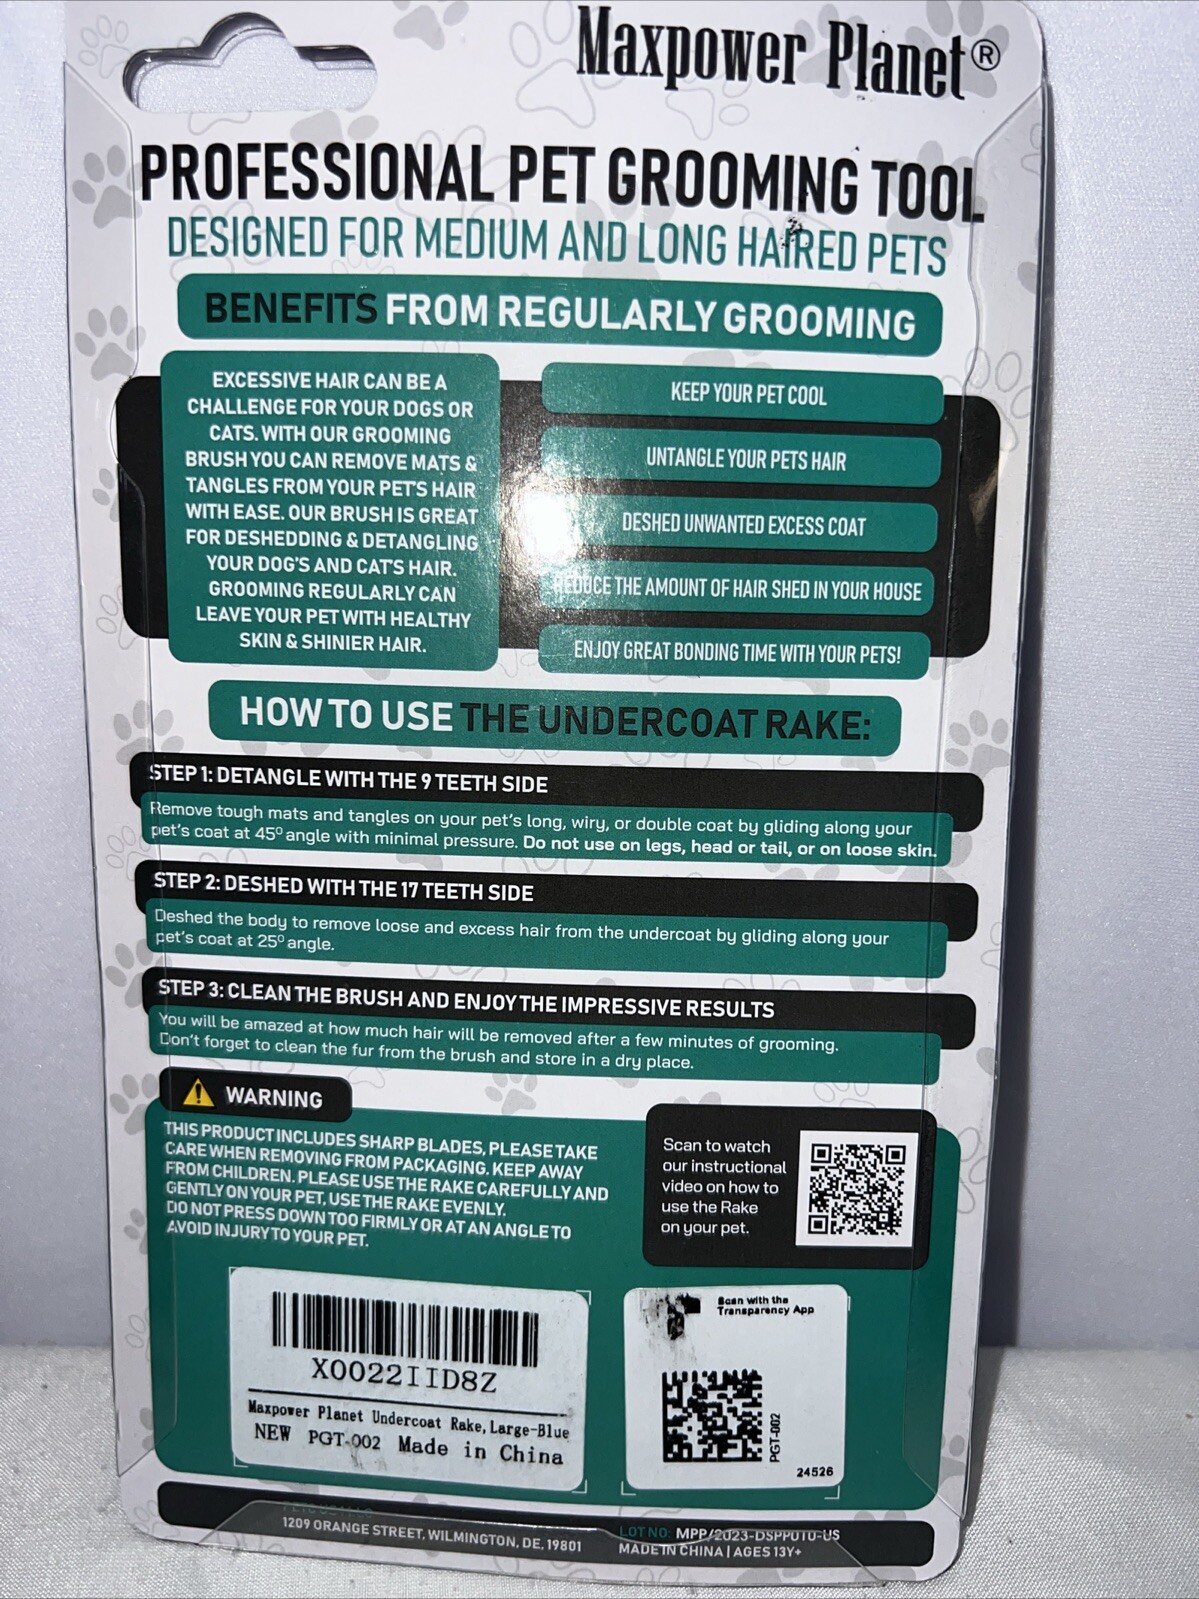 Maxpower Planet®
PROFESSIONAL PET GROOMING TOOL
DESIGNED FOR MEDIUM AND LONG HAIRED PETS
BENEFITS FROM REGULARLY GROOMING
EXCESSIVE HAIR CAN BE A
CHALLENGE FOR YOUR DOGS OR
CATS. WITH OUR GROOMING
BRUSH YOU CAN REMOVE MATS &
TANGLES FROM YOUR PET'S HAIR
WITH EASE. OUR BRUSH IS GREAT
FOR DESHEDDING & DETANGLING
YOUR DOG'S AND CAT'S HAIR.
GROOMING REGULARLY CAN
LEAVE YOUR PET WITH HEALTHY
SKIN & SHINIER HAIR.
KEEP YOUR PET COOL
UNTANGLE YOUR PETS HAIR
DESHED UNWANTED EXCESS COAT
REDUCE THE AMOUNT OF HAIR SHED IN YOUR HOUSE
ENJOY GREAT BONDING TIME WITH YOUR PETS!
HOW TO USE THE UNDERCOAT RAKE:
STEP 1: DETANGLE WITH THE 9 TEETH SIDE
Remove tough mats and tangles on your pet's long, wiry, or double coat by gliding along your
pet's coat at 45º angle with minimal pressure. Do not use on legs, head or tail, or on loose skin.
STEP 2: DESHED WITH THE 17 TEETH SIDE
Deshed the body to remove loose and excess hair from the undercoat by gliding along your
pet's coat at 25º angle.
STEP 3: CLEAN THE BRUSH AND ENJOY THE IMPRESSIVE RESULTS
You will be amazed at how much hair will be removed after a few minutes of grooming.
Don't forget to clean the fur from the brush and store in a dry place.
WARNING
THIS PRODUCT INCLUDES SHARP BLADES, PLEASE TAKE
CARE WHEN REMOVING FROM PACKAGING. KEEP AWAY
FROM CHILDREN. PLEASE USE THE RAKE CAREFULLY AND
GENTLY ON YOUR PET, USE THE RAKE EVENLY.
DO NOT PRESS DOWN TOO FIRMLY OR AT AN ANGLE TO
AVOID INJURY TO YOUR PET.
Scan to watch
our instructional
video on how to
use the Rake
on your pet.
X0022IID8Z
Maxpower Planet Undercoat Rake, Large-Blue
NEW PGT-002 Made in China
Scan with the
Transparency App
PGT-002
24526
1209 ORANGE STREET, WILMINGTON, DE, 19801
LOT NO: MPP/2023-DSPP010-US
MADE IN CHINA | AGES 13Y+